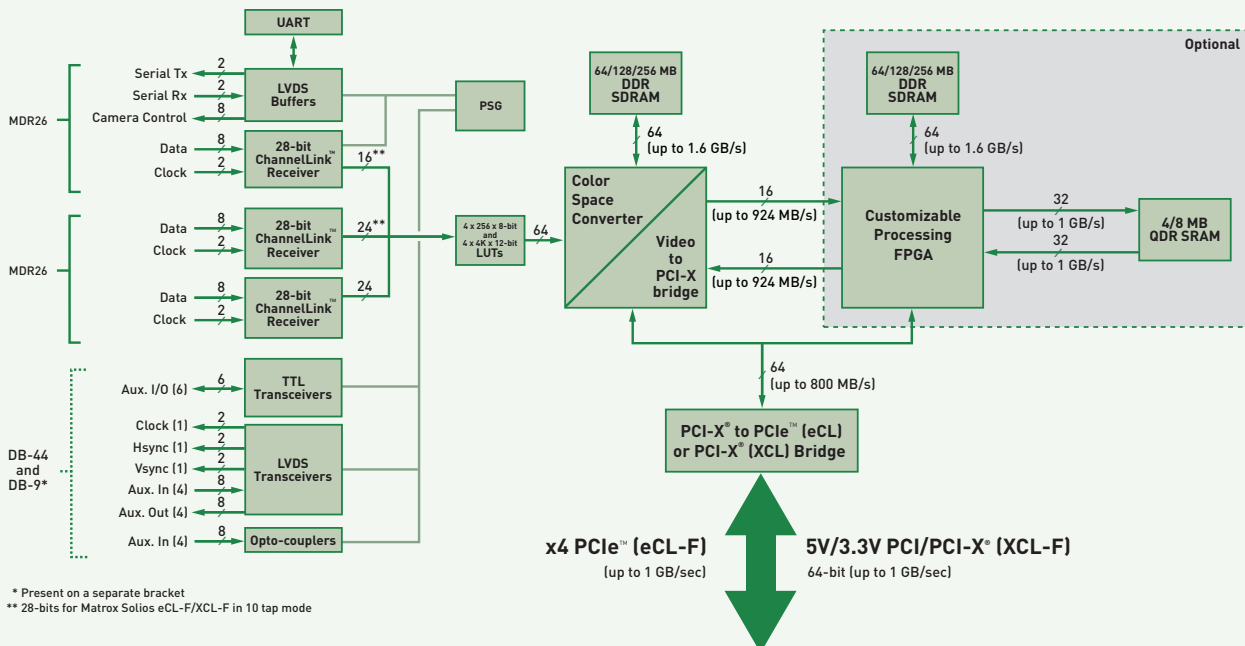 UART
Optional
MDR26
Serial Tx
2
Serial Rx
2
Camera Control
8
LVDS
Buffers
PSG
Data
8
Clock
2
28-bit
ChannelLink™
Receiver
16**
MDR26
Data
8
Clock
2
28-bit
ChannelLink™
Receiver
24**
Data
8
Clock
2
28-bit
ChannelLink™
Receiver
24
4 x 256 x 8-bit
and
4 x 4K x 12-bit
LUTs
64
64/128/256 MB
DDR
SDRAM
64
(up to 1.6 GB/s)
Color
Space
Converter
Video
to
PCI-X
bridge
16
(up to 924 MB/s)
16
(up to 924 MB/s)
64/128/256 MB
DDR
SDRAM
64
(up to 1.6 GB/s)
Customizable
Processing
FPGA
32
(up to 1 GB/s)
32
(up to 1 GB/s)
4/8 MB
QDR SRAM
64
(up to 800 MB/s)
PCI-X® to PCIe™ (eCL)
or PCI-X® (XCL) Bridge
x4 PCIe™ (eCL-F)
(up to 1 GB/sec)
5V/3.3V PCI/PCI-X® (XCL-F)
64-bit (up to 1 GB/sec)
DB-44
and
DB-9*
Aux. I/O (6)
6
TTL
Transceivers
Clock (1)
2
Hsync (1)
2
Vsync (1)
2
Aux. In (4)
8
Aux. Out (4)
8
LVDS
Transceivers
Aux. In (4)
8
Opto-couplers
* Present on a separate bracket
** 28-bits for Matrox Solios eCL-F/XCL-F in 10 tap mode